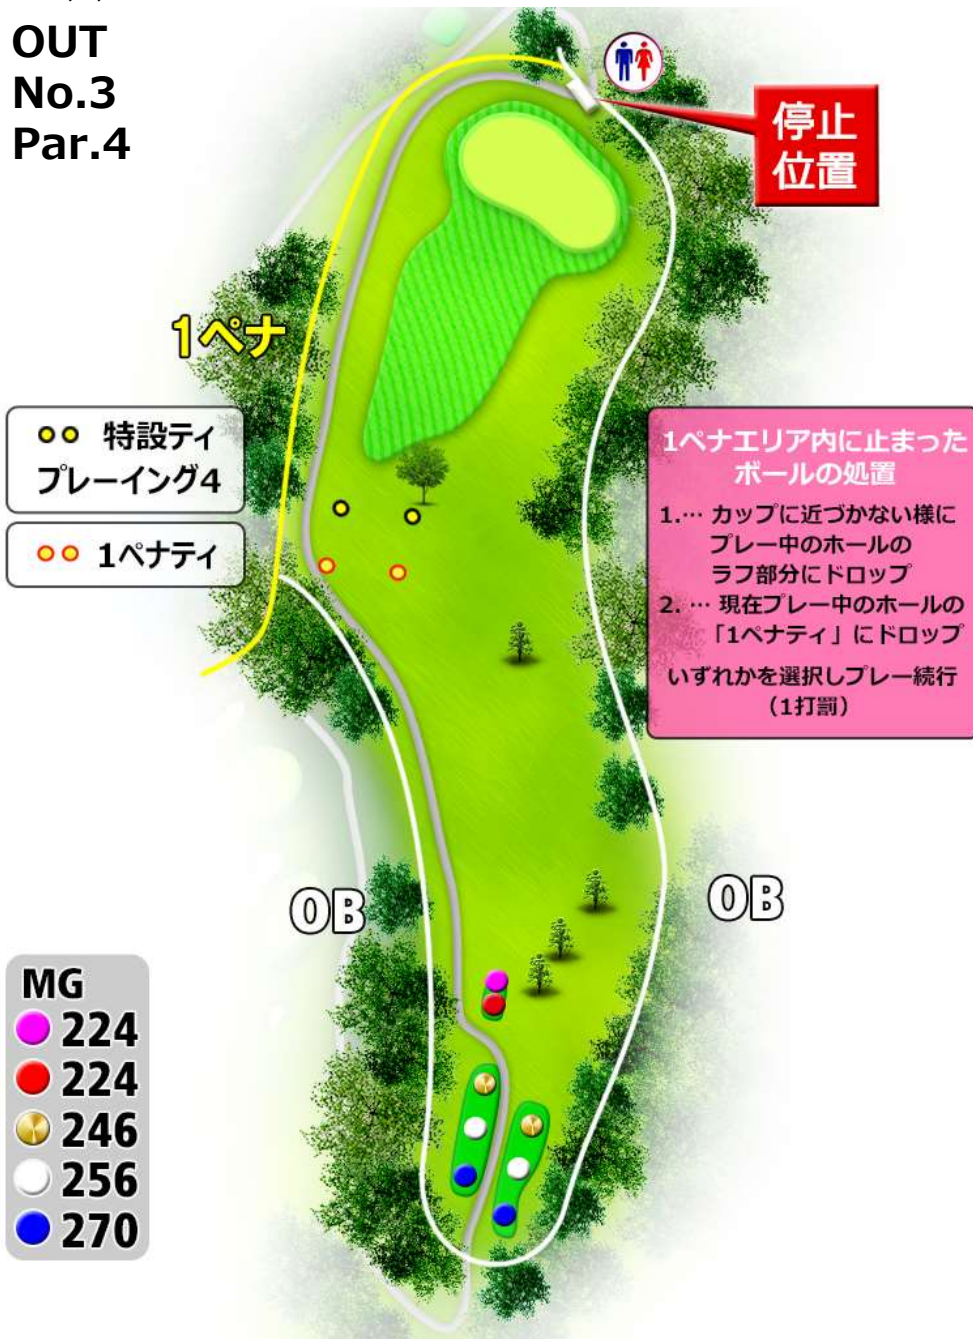 OUT
No.3
Par.4
停止
位置
1ペナ
特設ティ
プレーイング4
1ペナティ
1ペナエリア内に止まった
ボールの処置
1.… カップに近づかない様に
プレー中のホールの
ラフ部分にドロップ
2. … 現在プレー中のホールの
「1ペナティ」にドロップ
いずれかを選択しプレー続行
（1打罰）
OB
OB
MG
224
224
246
256
270